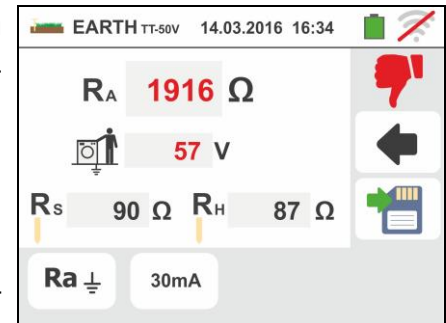 EARTH TT-50V 14.03.2016 16:34
RA 1916 Ω
57 V
RS 90 Ω RH 87 Ω
Ra 30mA